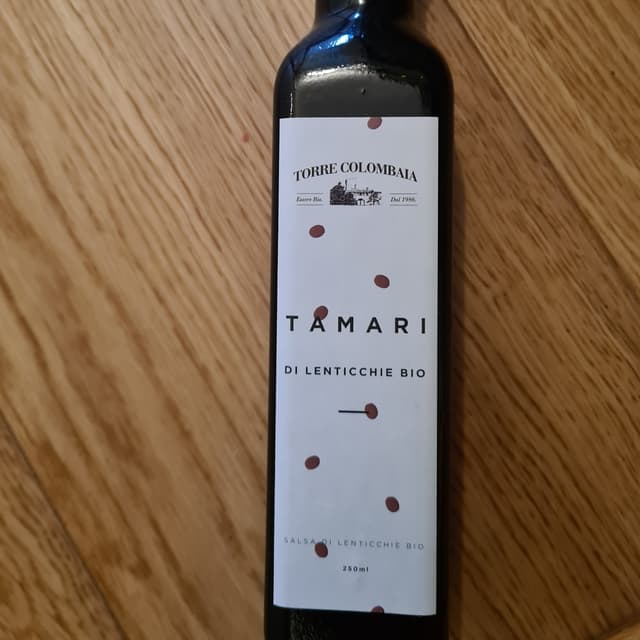 TORRE COLOMBAIA
Essere Bio. Dal 1986.
TAMARI
DI LENTICCHIE BIO
SALSA DI LENTICCHIE BIO
250ml